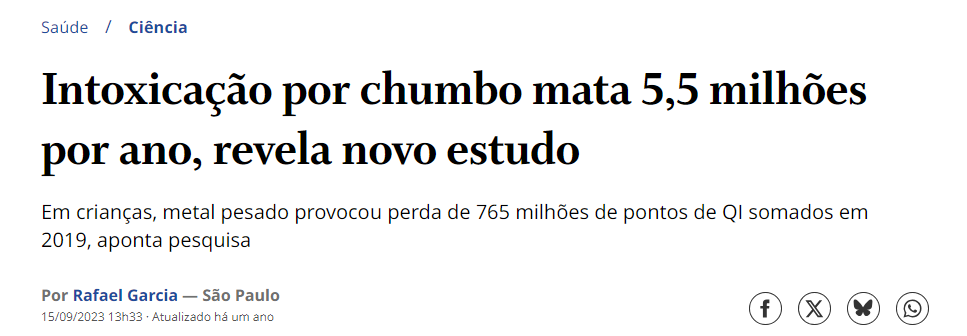 Saúde / Ciência
Intoxicação por chumbo mata 5,5 milhões
por ano, revela novo estudo
Em crianças, metal pesado provocou perda de 765 milhões de pontos de QI somados em
2019, aponta pesquisa
Por Rafael Garcia — São Paulo
15/09/2023 13h33 · Atualizado há um ano